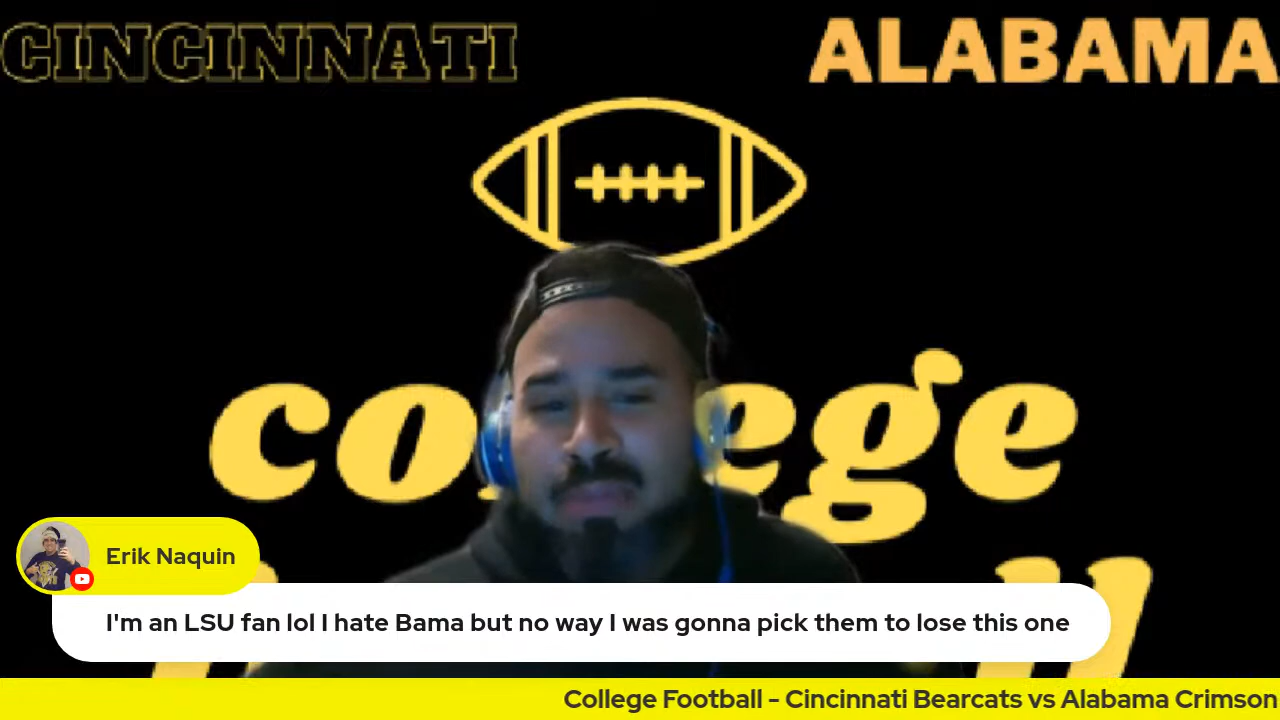 CINCINNATI
ALABAMA
Erik Naquin
I'm an LSU fan lol I hate Bama but no way I was gonna pick them to lose this one
College Football - Cincinnati Bearcats vs Alabama Crimson